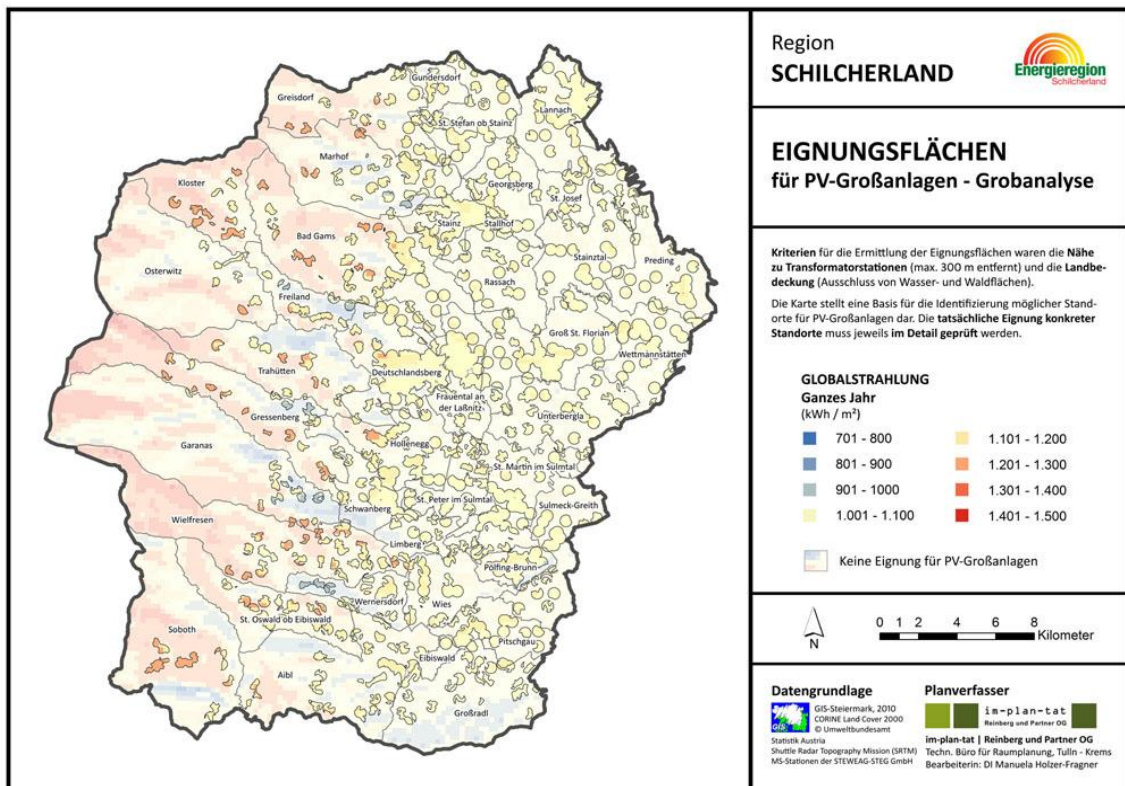 Region
SCHILCHERLAND
Energieregion
Schilcherland
EIGNUNGSFLÄCHEN
für PV-Großanlagen - Grobanalyse
Kriterien für die Ermittlung der Eignungsflächen waren die Nähe
zu Transformatorstationen (max. 300 m entfernt) und die Landbe-
deckung (Ausschluss von Wasser- und Waldflächen).
Die Karte stellt eine Basis für die Identifizierung möglicher Stand-
orte für PV-Großanlagen dar. Die tatsächliche Eignung konkreter
Standorte muss jeweils im Detail geprüft werden.
GLOBALSTRAHLUNG
Ganzes Jahr
(kWh / m²)
701 - 800
801 - 900
901 - 1000
1.001 - 1.100
1.101 - 1.200
1.201 - 1.300
1.301 - 1.400
1.401 - 1.500
Keine Eignung für PV-Großanlagen
N
0 1 2 4 6 8
Kilometer
Datengrundlage
GIS
GIS-Steiermark, 2010
CORINE Land Cover 2000
© Umweltbundesamt
Statistik Austria
Shuttle Radar Topography Mission (SRTM)
MS-Stationen der STEWEAG-STEG GmbH
Planverfasser
im-plan-tat
Reinberg und Partner OG
im-plan-tat | Reinberg und Partner OG
Techn. Büro für Raumplanung, Tulln - Krems
Bearbeiterin: DI Manuela Holzer-Fragner
Gundersdorf
Greisdorf
Lannach
St. Stefan ob Stainz
Marhof
Kloster
Georgsberg
St. Josef
Stainz
Stallhof
Bad Gams
Stainztal
Preding
Osterwitz
Rassach
Freiland
Groß St. Florian
Wettmannstätten
Trahütten
Deutschlandsberg
Frauental an
der Laßnitz
Gressenberg
Unterbergla
Garanas
Hollenegg
St. Martin im Sulmtal
St. Peter im Sulmtal
Sulmeck-Greith
Schwanberg
Wielfresen
Limberg
Pölfing-Brunn
Wernersdorf
Wies
St. Oswald ob Eibiswald
Soboth
Pitschgau
Eibiswald
Aibl
Großradl